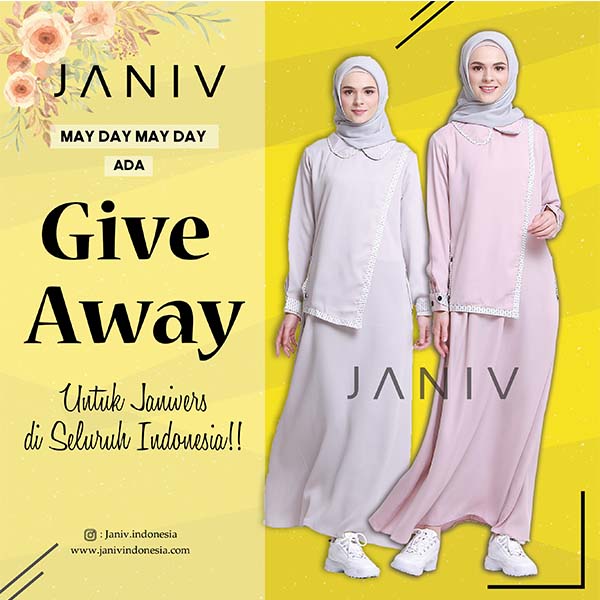 JANIV
MAY DAY MAY DAY
ADA
Give
Away
Untuk Janivers
di Seluruh Indonesia!!
: Janiv.indonesia
www.janivindonesia.com
JANIV